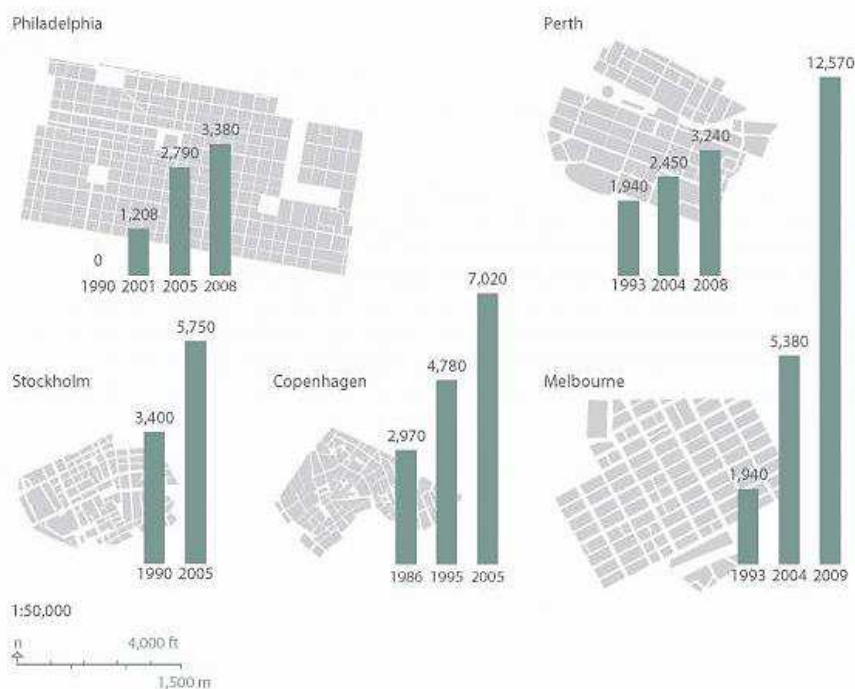 Philadelphia
0
1,208
2,790
3,380
1990 2001 2005 2008
Perth
1,940
2,450
3,240
1993 2004 2008
Stockholm
3,400
5,750
1990 2005
Copenhagen
2,970
4,780
7,020
1986 1995 2005
Melbourne
1,940
5,380
12,570
1993 2004 2009
1:50,000
n
4,000 ft
1,500 m